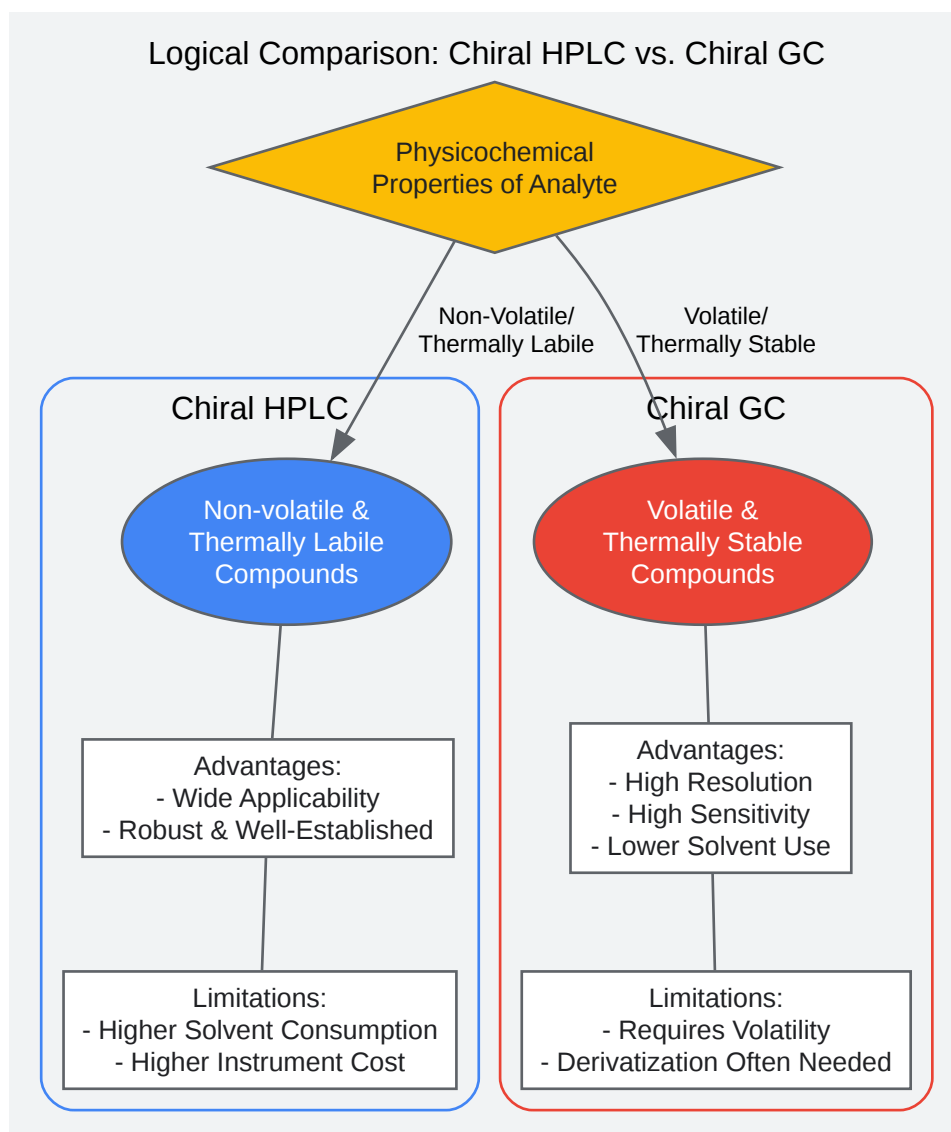 Logical Comparison: Chiral HPLC vs. Chiral GC
Physicochemical
Properties of Analyte
Non-Volatile/
Thermally Labile
Volatile/
Thermally Stable
Chiral HPLC
Non-volatile &
Thermally Labile
Compounds
Advantages:
- Wide Applicability
- Robust & Well-Established
Limitations:
- Higher Solvent Consumption
- Higher Instrument Cost
Chiral GC
Volatile &
Thermally Stable
Compounds
Advantages:
- High Resolution
- High Sensitivity
- Lower Solvent Use
Limitations:
- Requires Volatility
- Derivatization Often Needed